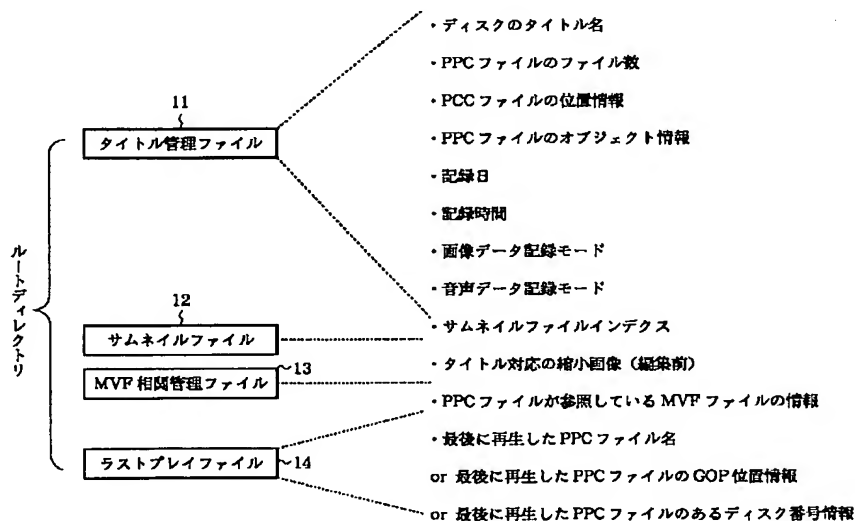 ・ディスクのタイトル名
・PPCファイルのファイル数
・PCCファイルの位置情報
・PPCファイルのオブジェクト情報
・記録日
・記録時間
・画像データ記録モード
・音声データ記録モード
・サムネイルファイルインデクス
・タイトル対応の縮小画像(編集前)
・PPCファイルが参照しているMVFファイルの情報
・最後に再生したPPCファイル名
or 最後に再生したPPCファイルのGOP位置情報
or 最後に再生したPPCファイルのあるディスク番号情報
ルートディレクトリ
11
タイトル管理ファイル
12
サムネイルファイル
13
MVF相関管理ファイル
ラストプレイファイル
14